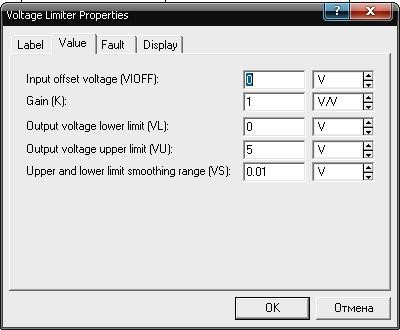 Voltage Limiter Properties
Label Value Fault Display
Input offset voltage (VIOFF): 0 V
Gain (K): 1 V/V
Output voltage lower limit (VL): 0 V
Output voltage upper limit (VU): 5 V
Upper and lower limit smoothing range (VS): 0.01 V
OK Отмена